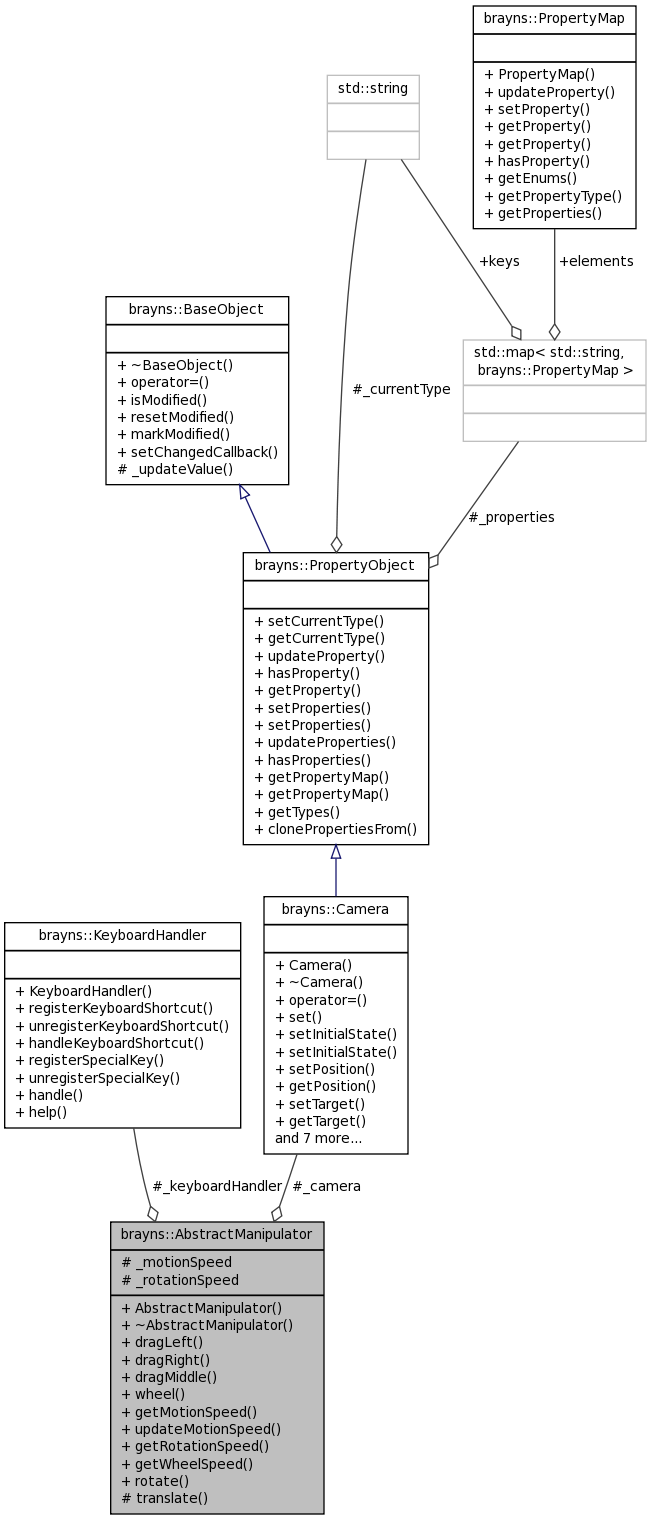 brayns::PropertyMap
+ PropertyMap()
+ updateProperty()
+ setProperty()
+ getProperty()
+ getProperty()
+ hasProperty()
+ getEnums()
+ getPropertyType()
+ getProperties()
std::string
+keys
+elements
std::map< std::string,
brayns::PropertyMap >
brayns::BaseObject
+ ~BaseObject()
+ operator=()
+ isModified()
+ resetModified()
+ markModified()
+ setChangedCallback()
# _updateValue()
#_currentType
#_properties
brayns::PropertyObject
+ setCurrentType()
+ getCurrentType()
+ updateProperty()
+ hasProperty()
+ getProperty()
+ setProperties()
+ setProperties()
+ updateProperties()
+ hasProperties()
+ getPropertyMap()
+ getPropertyMap()
+ getTypes()
+ clonePropertiesFrom()
brayns::KeyboardHandler
+ KeyboardHandler()
+ registerKeyboardShortcut()
+ unregisterKeyboardShortcut()
+ handleKeyboardShortcut()
+ registerSpecialKey()
+ unregisterSpecialKey()
+ handle()
+ help()
brayns::Camera
+ Camera()
+ ~Camera()
+ operator=()
+ set()
+ setInitialState()
+ setInitialState()
+ setPosition()
+ getPosition()
+ setTarget()
+ getTarget()
and 7 more...
#_keyboardHandler
#_camera
brayns::AbstractManipulator
# _motionSpeed
# _rotationSpeed
+ AbstractManipulator()
+ ~AbstractManipulator()
+ dragLeft()
+ dragRight()
+ dragMiddle()
+ wheel()
+ getMotionSpeed()
+ updateMotionSpeed()
+ getRotationSpeed()
+ getWheelSpeed()
+ rotate()
# translate()